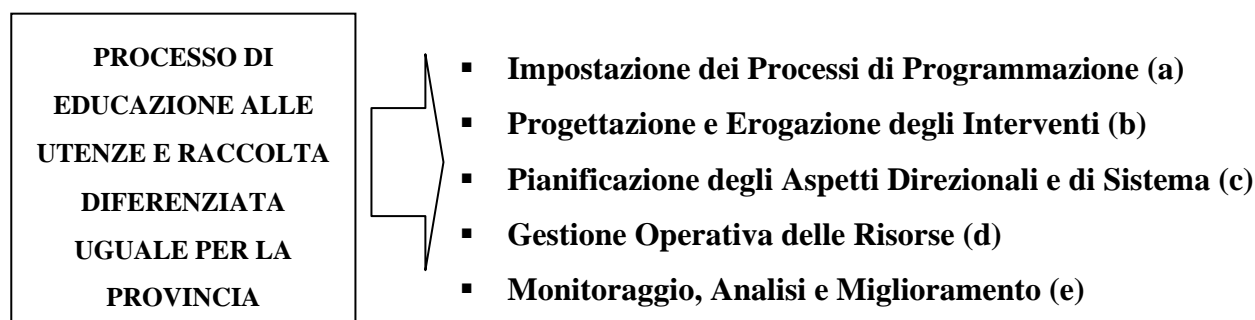 PROCESSO DI
EDUCAZIONE ALLE
UTENZE E RACCOLTA
DIFERENZIATA
UGUALE PER LA
PROVINCIA
▪ Impostazione dei Processi di Programmazione (a)
▪ Progettazione e Erogazione degli Interventi (b)
▪ Pianificazione degli Aspetti Direzionali e di Sistema (c)
▪ Gestione Operativa delle Risorse (d)
▪ Monitoraggio, Analisi e Miglioramento (e)